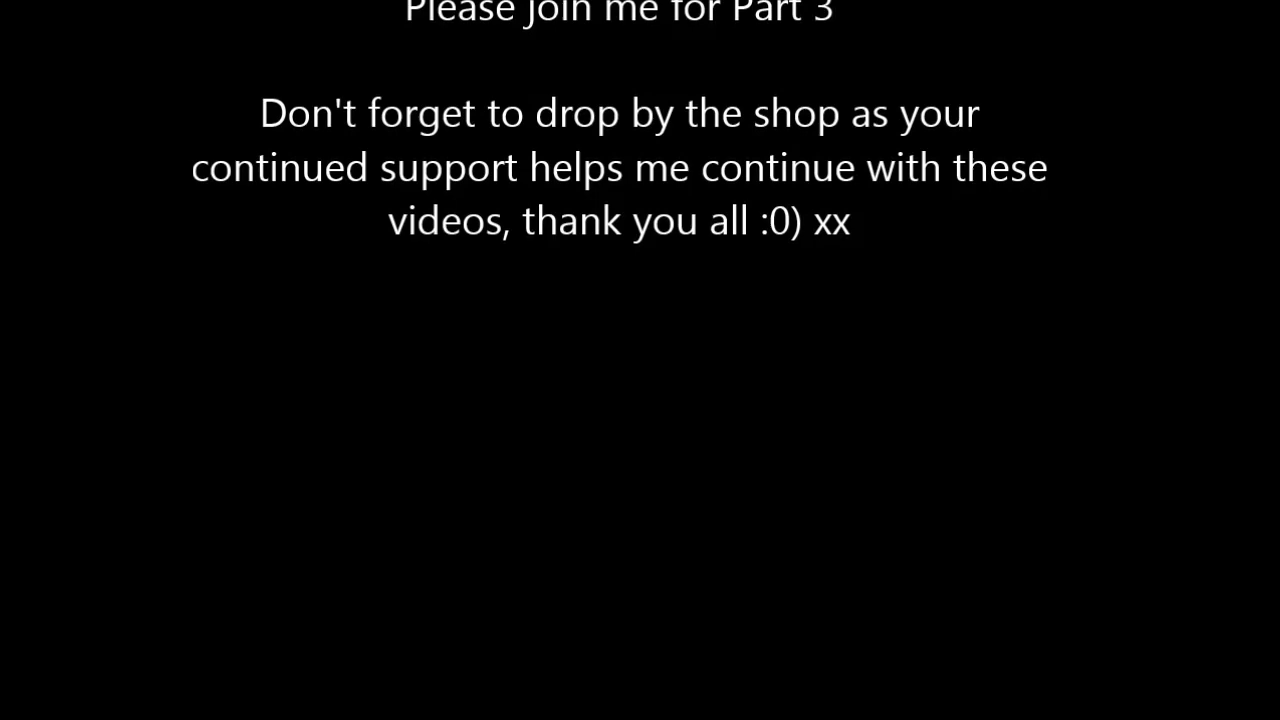 Please join me for Part 3
Don't forget to drop by the shop as your
continued support helps me continue with these
videos, thank you all :0) xx